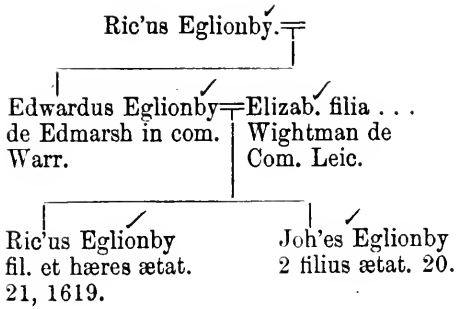 Ric'us Eglionby.
Edwardus Eglionby
de Edmarsh in com.
Warr.
Elizab. filia . . .
Wightman de
Com. Leic.
Ric'us Eglionby
fil. et hæres ætat.
21, 1619.
Joh'es Eglionby
2 filius ætat. 20.